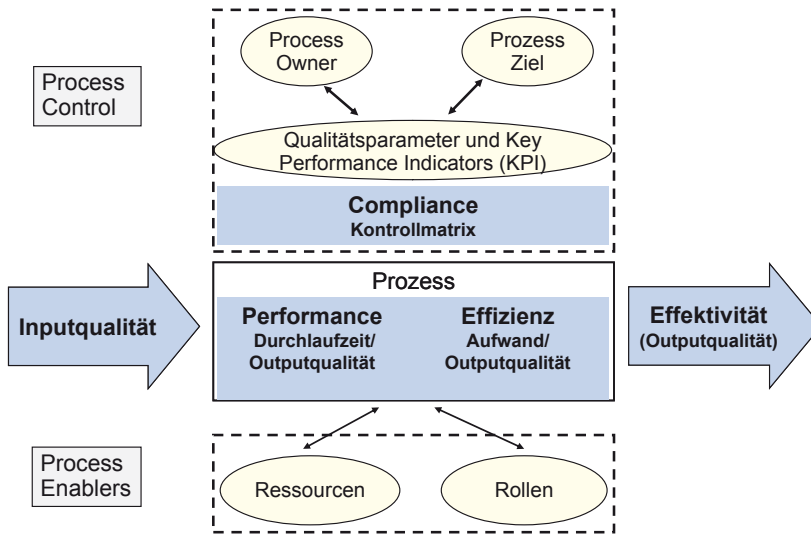 Process
Control
Process
Owner
Prozess
Ziel
Qualitätsparameter und Key
Performance Indicators (KPI)
Compliance
Kontrollmatrix
Inputqualität
Prozess
Performance
Durchlaufzeit/
Outputqualität
Effizienz
Aufwand/
Outputqualität
Effektivität
(Outputqualität)
Process
Enablers
Ressourcen
Rollen